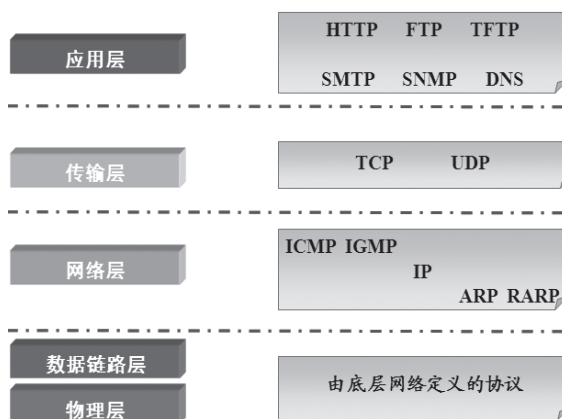 应用层
HTTP FTP TFTP
SMTP SNMP DNS
传输层
TCP UDP
网络层
ICMP IGMP
IP
ARP RARP
数据链路层
物理层
由底层网络定义的协议